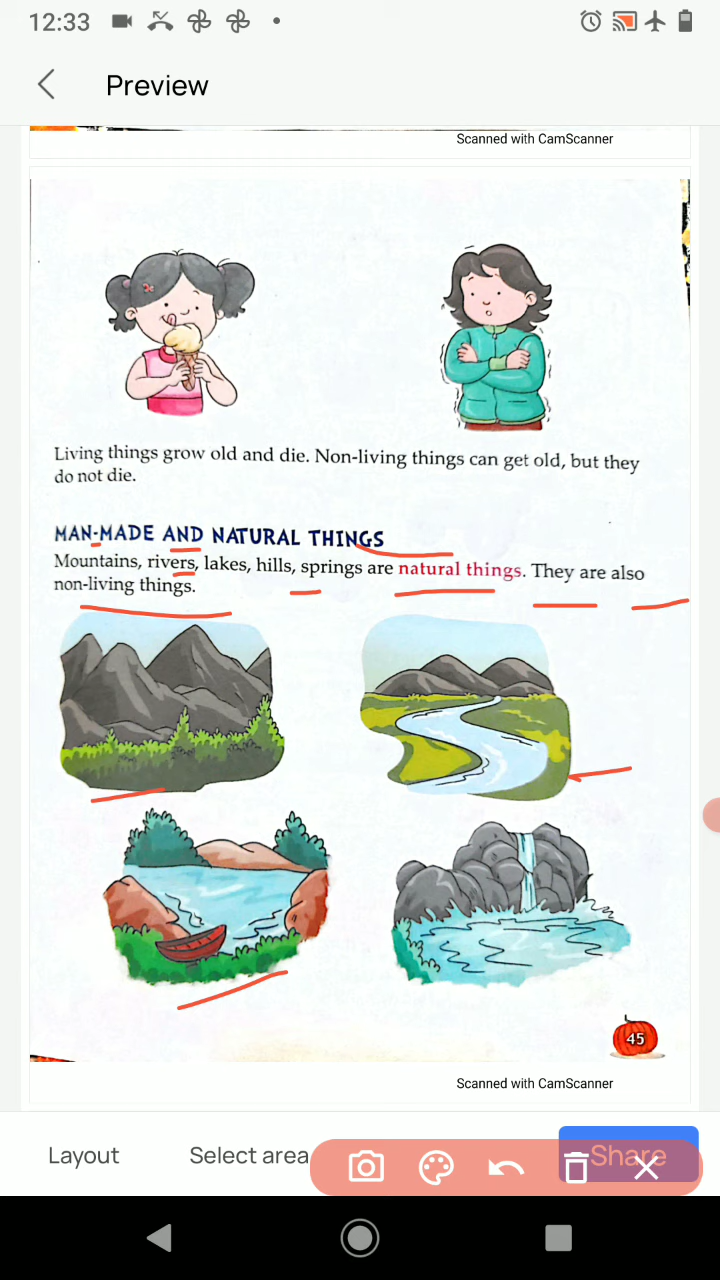 12:33
Preview
Scanned with CamScanner
Living things grow old and die. Non-living things can get old, but they
do not die.
MAN-MADE AND NATURAL THINGS
Mountains, rivers, lakes, hills, springs are natural things. They are also
non-living things.
45
Scanned with CamScanner
Layout
Select area
Share